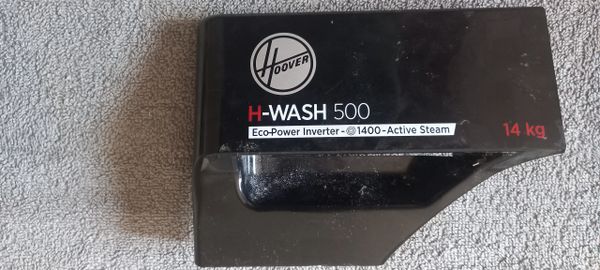 HOOVER
H-WASH 500
Eco-Power Inverter - 1400 - Active Steam
14 kg